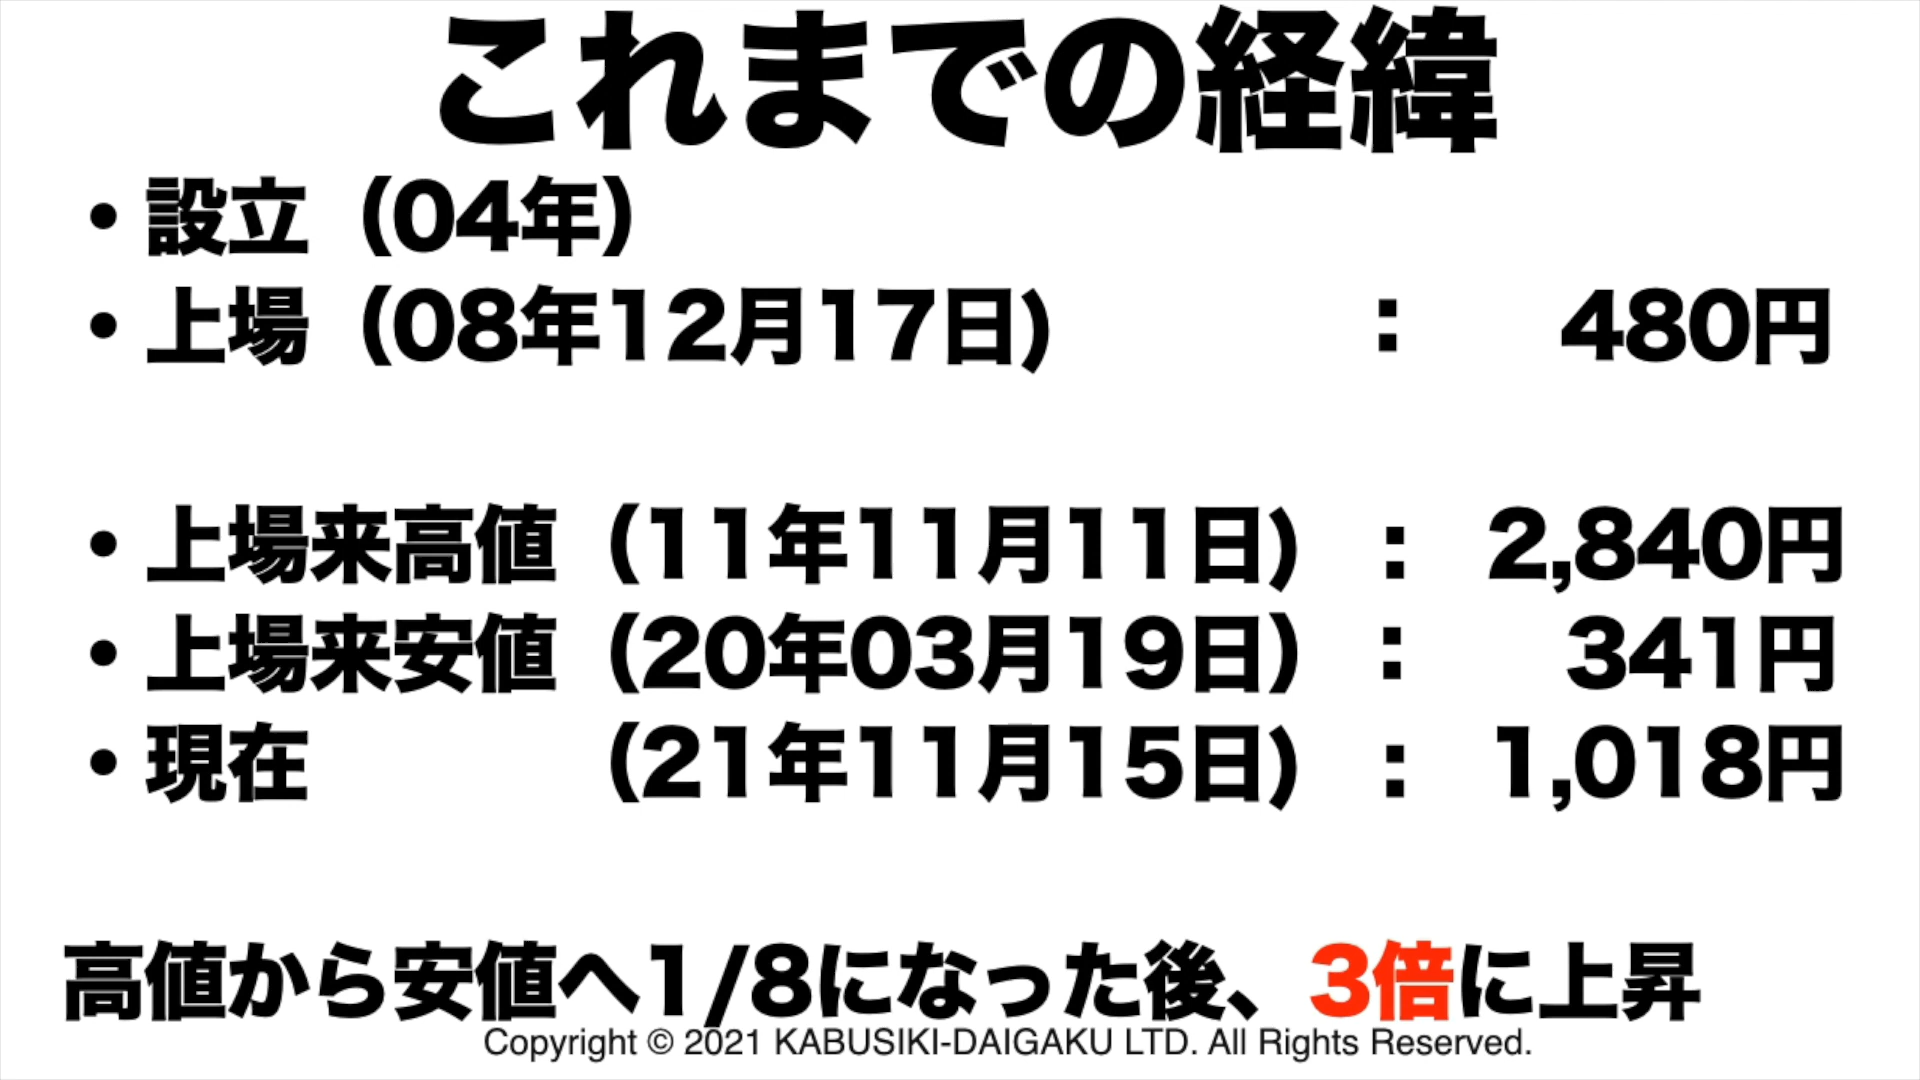 これまでの経緯
• 設立（04年）
• 上場（08年12月17日) ： 480円
• 上場来高値（11年11月11日) ： 2,840円
• 上場来安値（20年03月19日）： 341円
• 現在 （21年11月15日) ： 1,018円
高値から安値へ1/8になった後、3倍に上昇
Copyright © 2021 KABUSIKI-DAIGAKU LTD. All Rights Reserved.